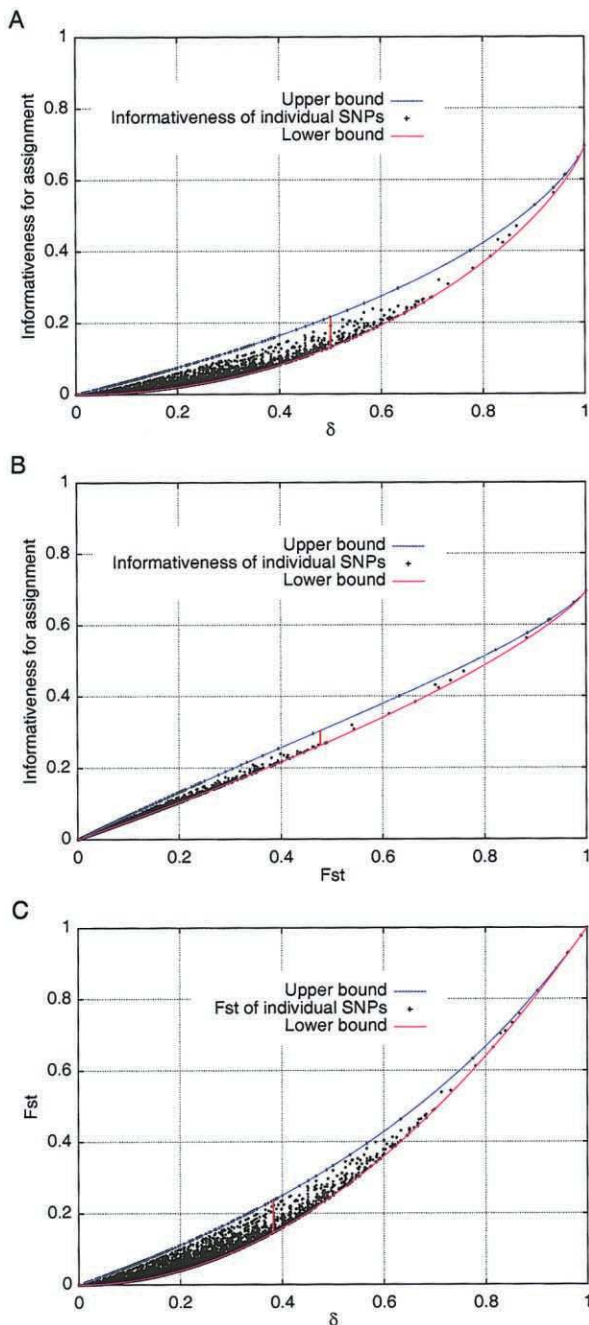 A
1
0.8
0.6
0.4
0.2
0
Informativeness for assignment
Upper bound
Informativeness of individual SNPs
Lower bound
0 0.2 0.4 0.6 0.8 1
δ
B
1
0.8
0.6
0.4
0.2
0
Informativeness for assignment
Upper bound
Informativeness of individual SNPs
Lower bound
0 0.2 0.4 0.6 0.8 1
Fst
C
1
0.8
0.6
0.4
0.2
0
Fst
Upper bound
Fst of individual SNPs
Lower bound
0 0.2 0.4 0.6 0.8 1
δ